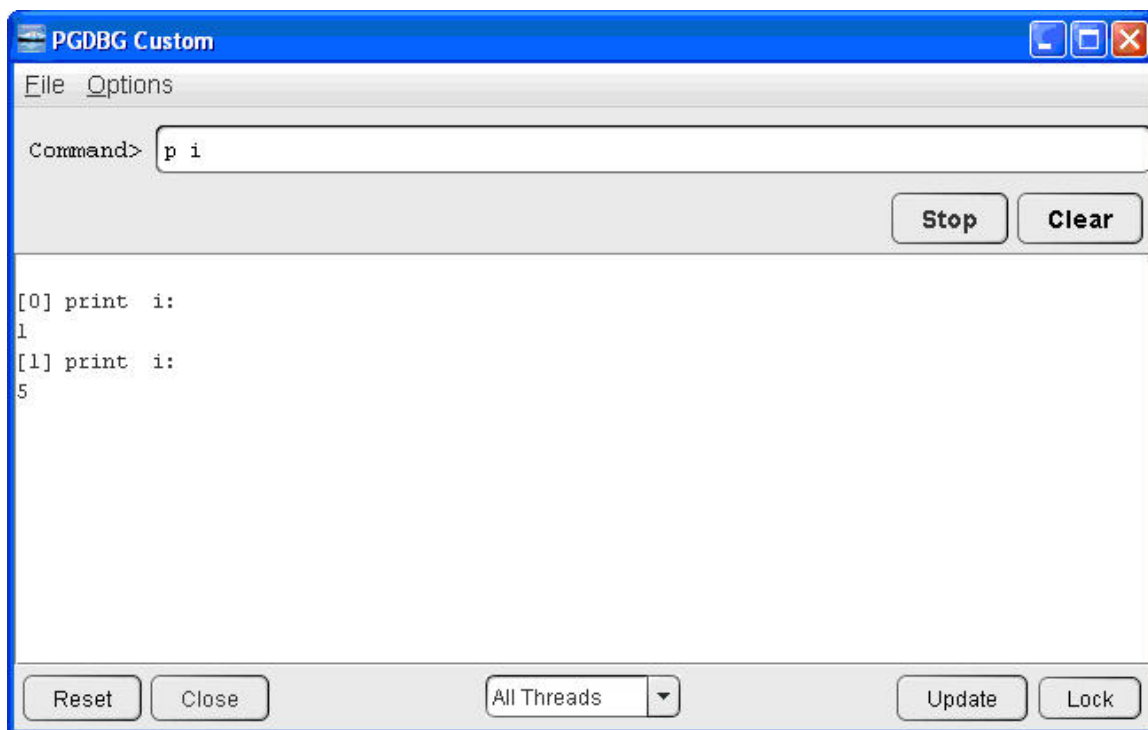 PGDBG Custom
File Options
Command> p i
Stop Clear
[0] print i:
1
[1] print i:
5
Reset Close All Threads Update Lock